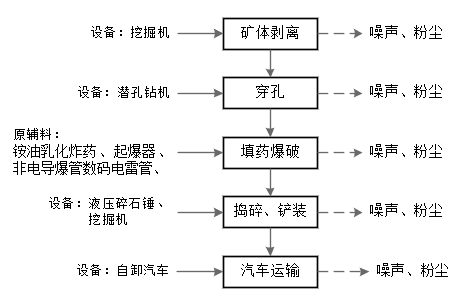 设备：挖掘机
矿体剥离
噪声、粉尘
设备：潜孔钻机
穿孔
噪声、粉尘
原辅料：
铵油乳化炸药、起爆器、
非电导爆管数码电雷管、
填药爆破
噪声、粉尘
设备：液压碎石锤、
挖掘机
捣碎、铲装
噪声、粉尘
设备：自卸汽车
汽车运输
噪声、粉尘